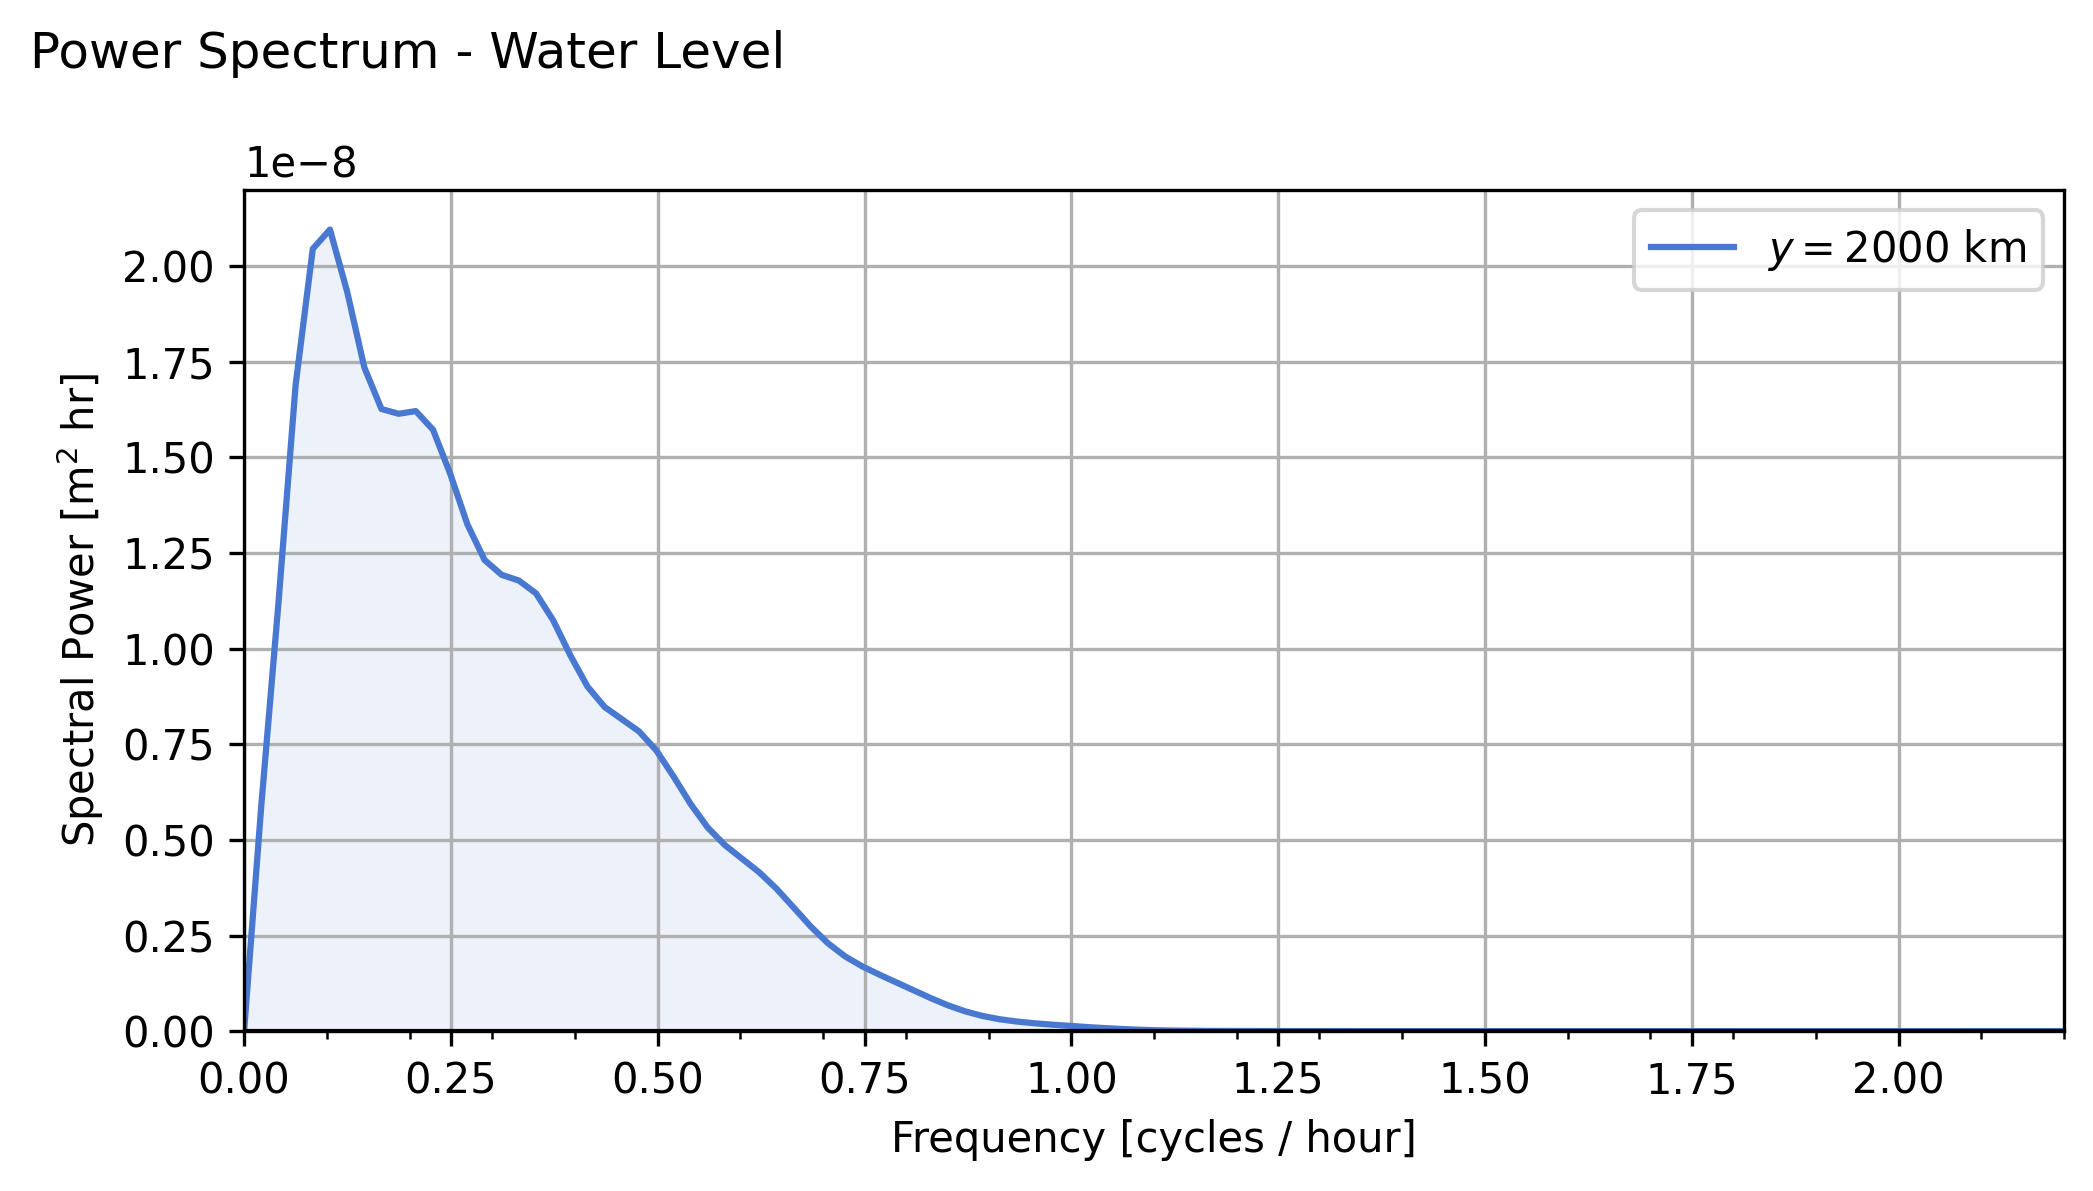 Power Spectrum - Water Level
1e−8
y = 2000 km
2.00
1.75
1.50
1.25
1.00
0.75
0.50
0.25
0.00
Spectral Power [m² hr]
0.00 0.25 0.50 0.75 1.00 1.25 1.50 1.75 2.00
Frequency [cycles / hour]